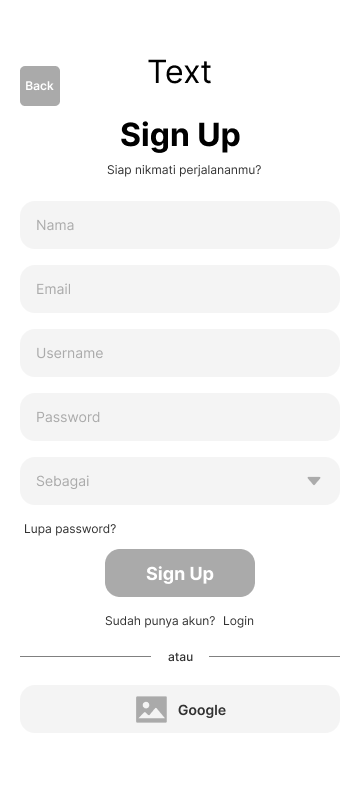 Text
Back
Sign Up
Siap nikmati perjalananmu?
Nama
Email
Username
Password
Sebagai
Lupa password?
Sign Up
Sudah punya akun? Login
atau
Google